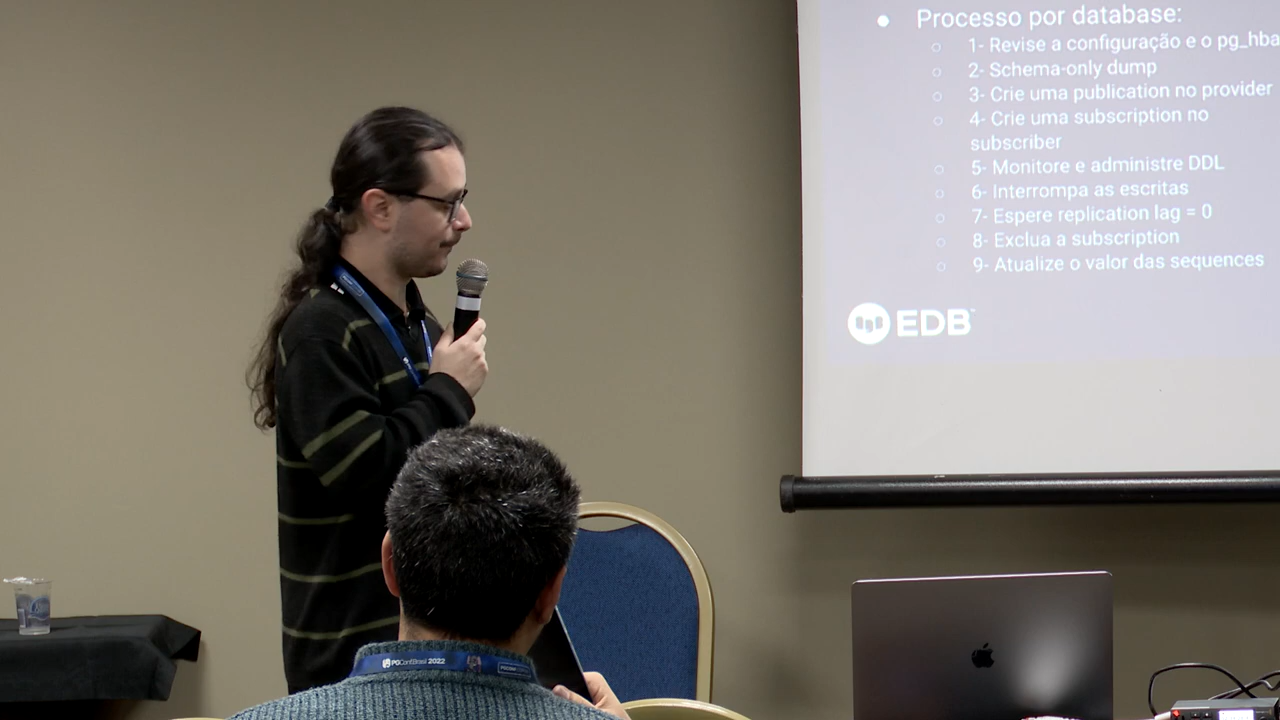 Processo por database:
1- Revise a configuração e o pg_hba
2- Schema-only dump
3- Crie uma publication no provider
4- Crie uma subscription no
subscriber
5- Monitore e administre DDL
6- Interrompa as escritas
7- Espere replication lag = 0
8- Exclua a subscription
9- Atualize o valor das sequences
EDB
PGConf.Brasil 2022